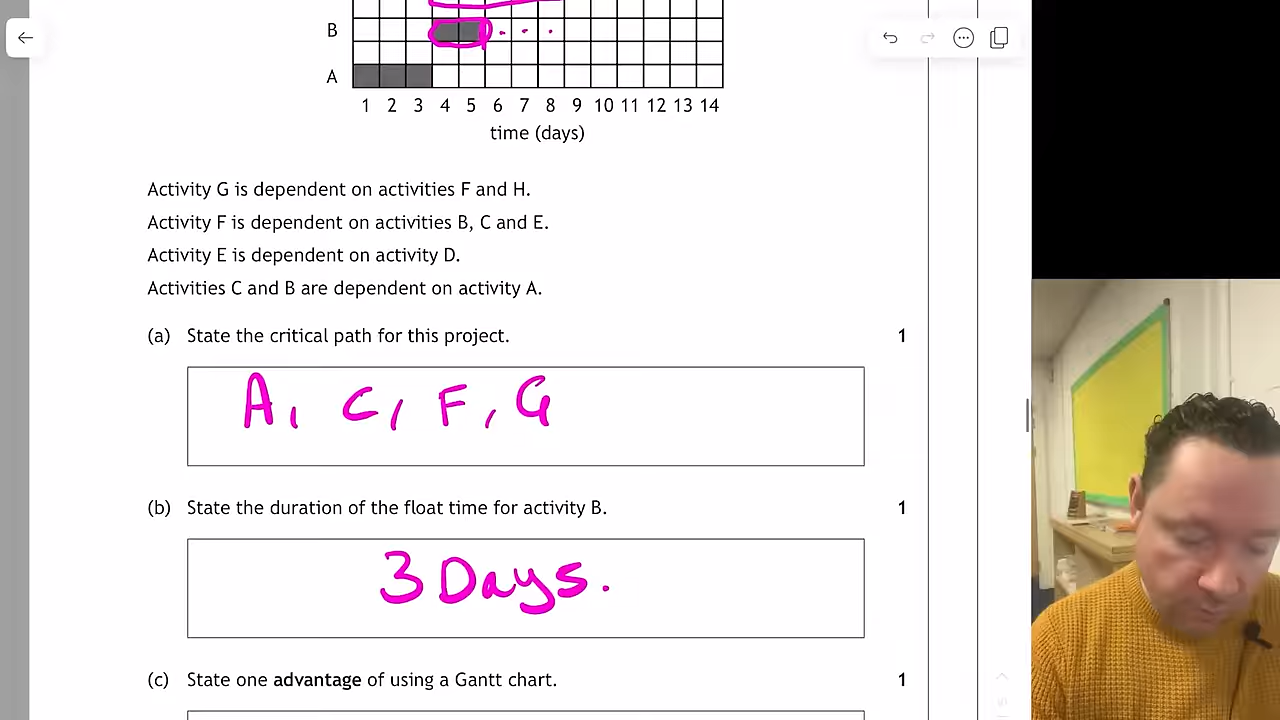 B
A
1 2 3 4 5 6 7 8 9 10 11 12 13 14
time (days)
Activity G is dependent on activities F and H.
Activity F is dependent on activities B, C and E.
Activity E is dependent on activity D.
Activities C and B are dependent on activity A.
(a) State the critical path for this project. 1
A, C, F, G
(b) State the duration of the float time for activity B. 1
3 Days.
(c) State one advantage of using a Gantt chart. 1